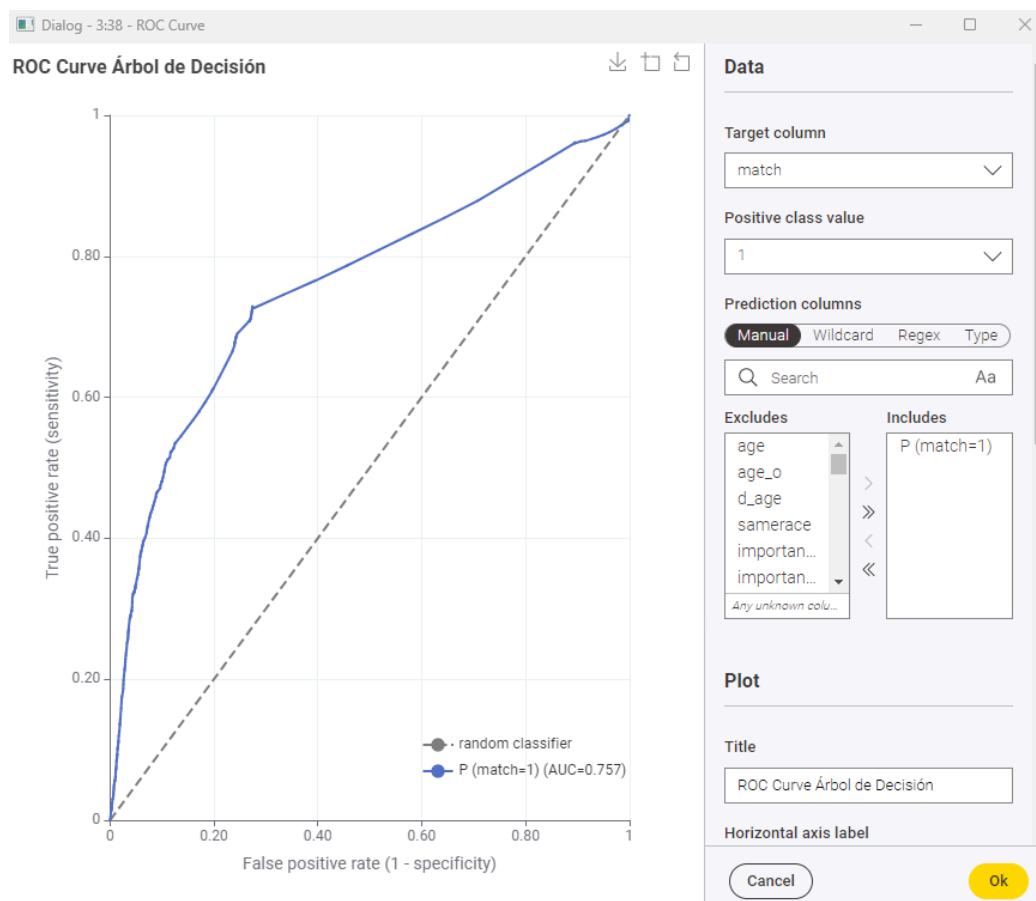 Dialog - 3:38 - ROC Curve
ROC Curve Árbol de Decisión
1
0.80
0.60
0.40
0.20
0
True positive rate (sensitivity)
0
0.20
0.40
0.60
0.80
1
False positive rate (1 - specificity)
random classifier
P (match=1) (AUC=0.757)
Data
Target column
match
Positive class value
1
Prediction columns
Manual Wildcard Regex Type
Search Aa
Excludes Includes
age
age_o
d_age
samerace
importan...
importan...
Any unknown colu...
P (match=1)
Plot
Title
ROC Curve Árbol de Decisión
Horizontal axis label
Cancel Ok